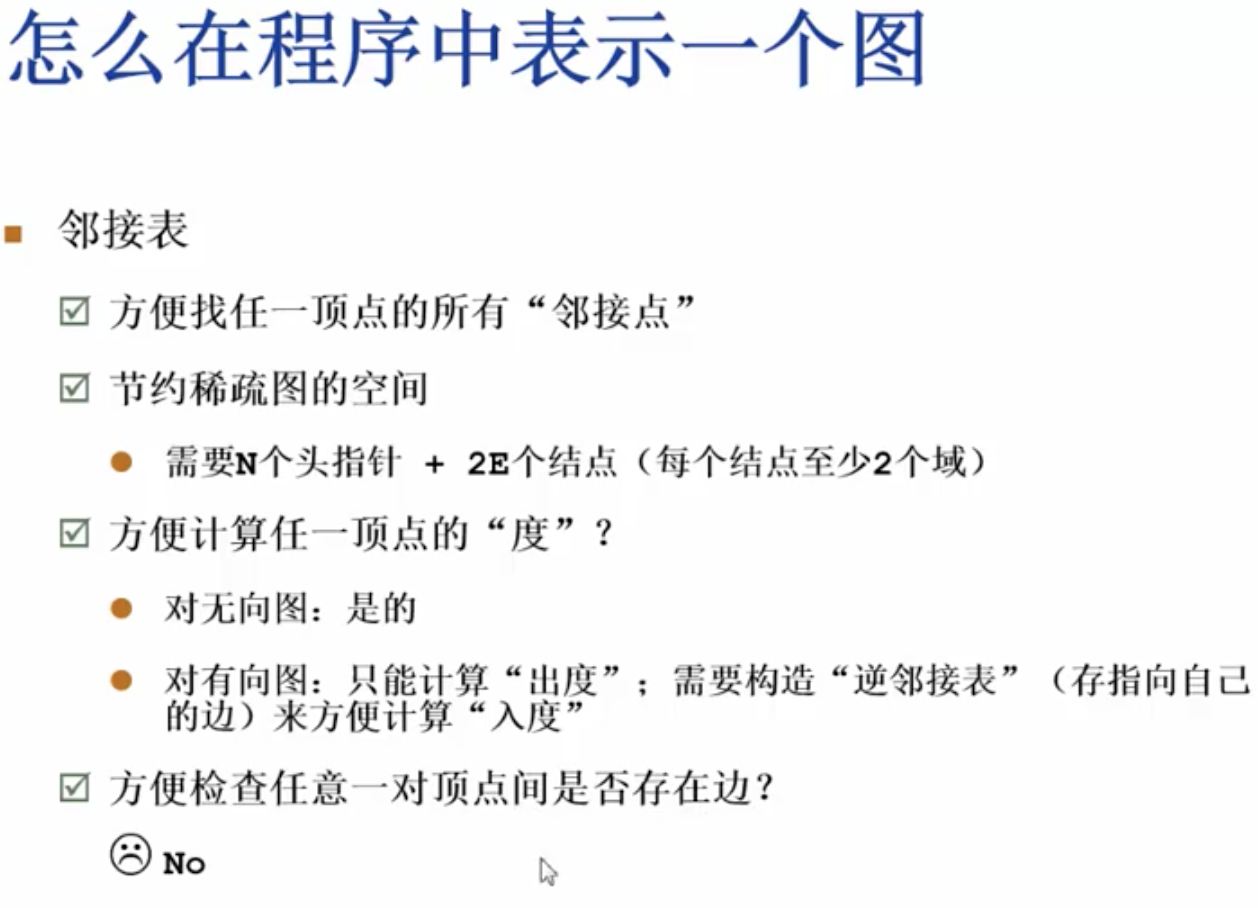 怎么在程序中表示一个图
邻接表
方便找任一顶点的所有“邻接点”
节约稀疏图的空间
需要N个头指针 + 2E个结点（每个结点至少2个域）
方便计算任一顶点的“度”？
对无向图：是的
对有向图：只能计算“出度”；需要构造“逆邻接表”（存指向自己
的边）来方便计算“入度”
方便检查任意一对顶点间是否存在边？
No